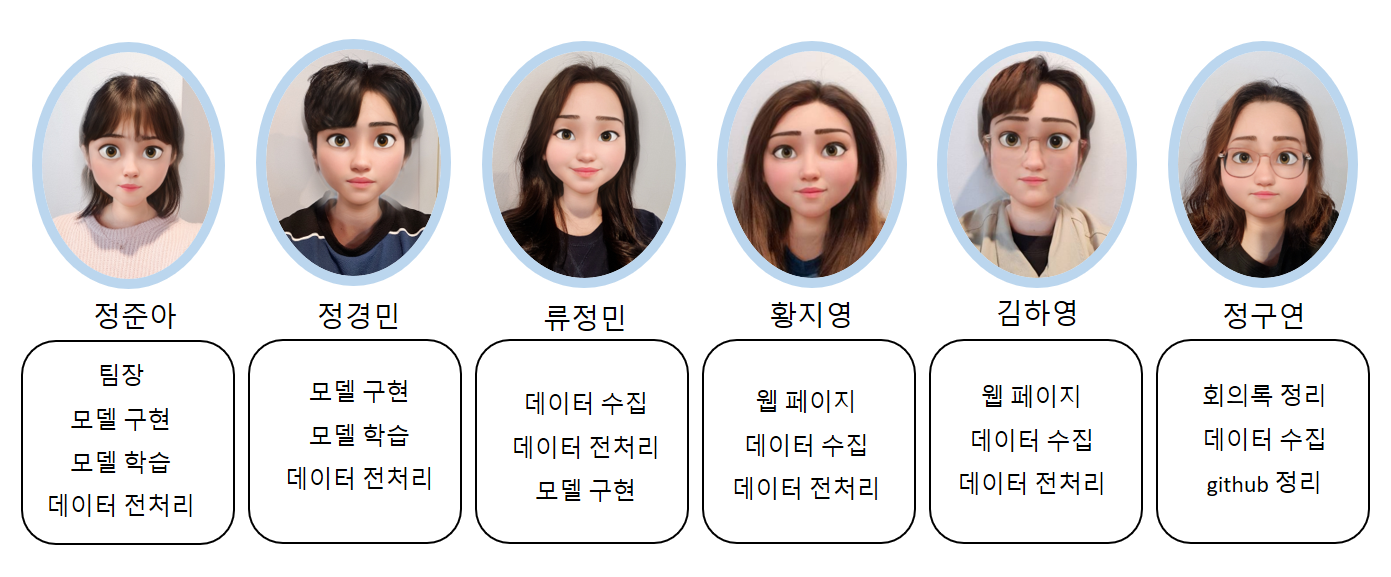 정준아
팀장
모델 구현
모델 학습
데이터 전처리
정경민
모델 구현
모델 학습
데이터 전처리
류정민
데이터 수집
데이터 전처리
모델 구현
황지영
웹 페이지
데이터 수집
데이터 전처리
김하영
웹 페이지
데이터 수집
데이터 전처리
정구연
회의록 정리
데이터 수집
github 정리